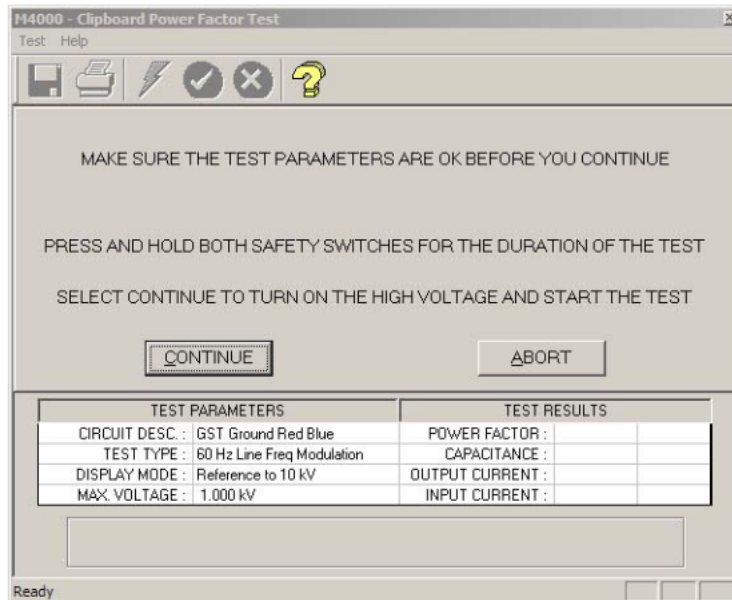 M4000 - Clipboard Power Factor Test
Test Help
MAKE SURE THE TEST PARAMETERS ARE OK BEFORE YOU CONTINUE
PRESS AND HOLD BOTH SAFETY SWITCHES FOR THE DURATION OF THE TEST
SELECT CONTINUE TO TURN ON THE HIGH VOLTAGE AND START THE TEST
CONTINUE ABORT
TEST PARAMETERS TEST RESULTS
CIRCUIT DESC. : GST Ground Red Blue POWER FACTOR :
TEST TYPE : 60 Hz Line Freq Modulation CAPACITANCE :
DISPLAY MODE : Reference to 10 kV OUTPUT CURRENT :
MAX. VOLTAGE : 1.000 kV INPUT CURRENT :
Ready